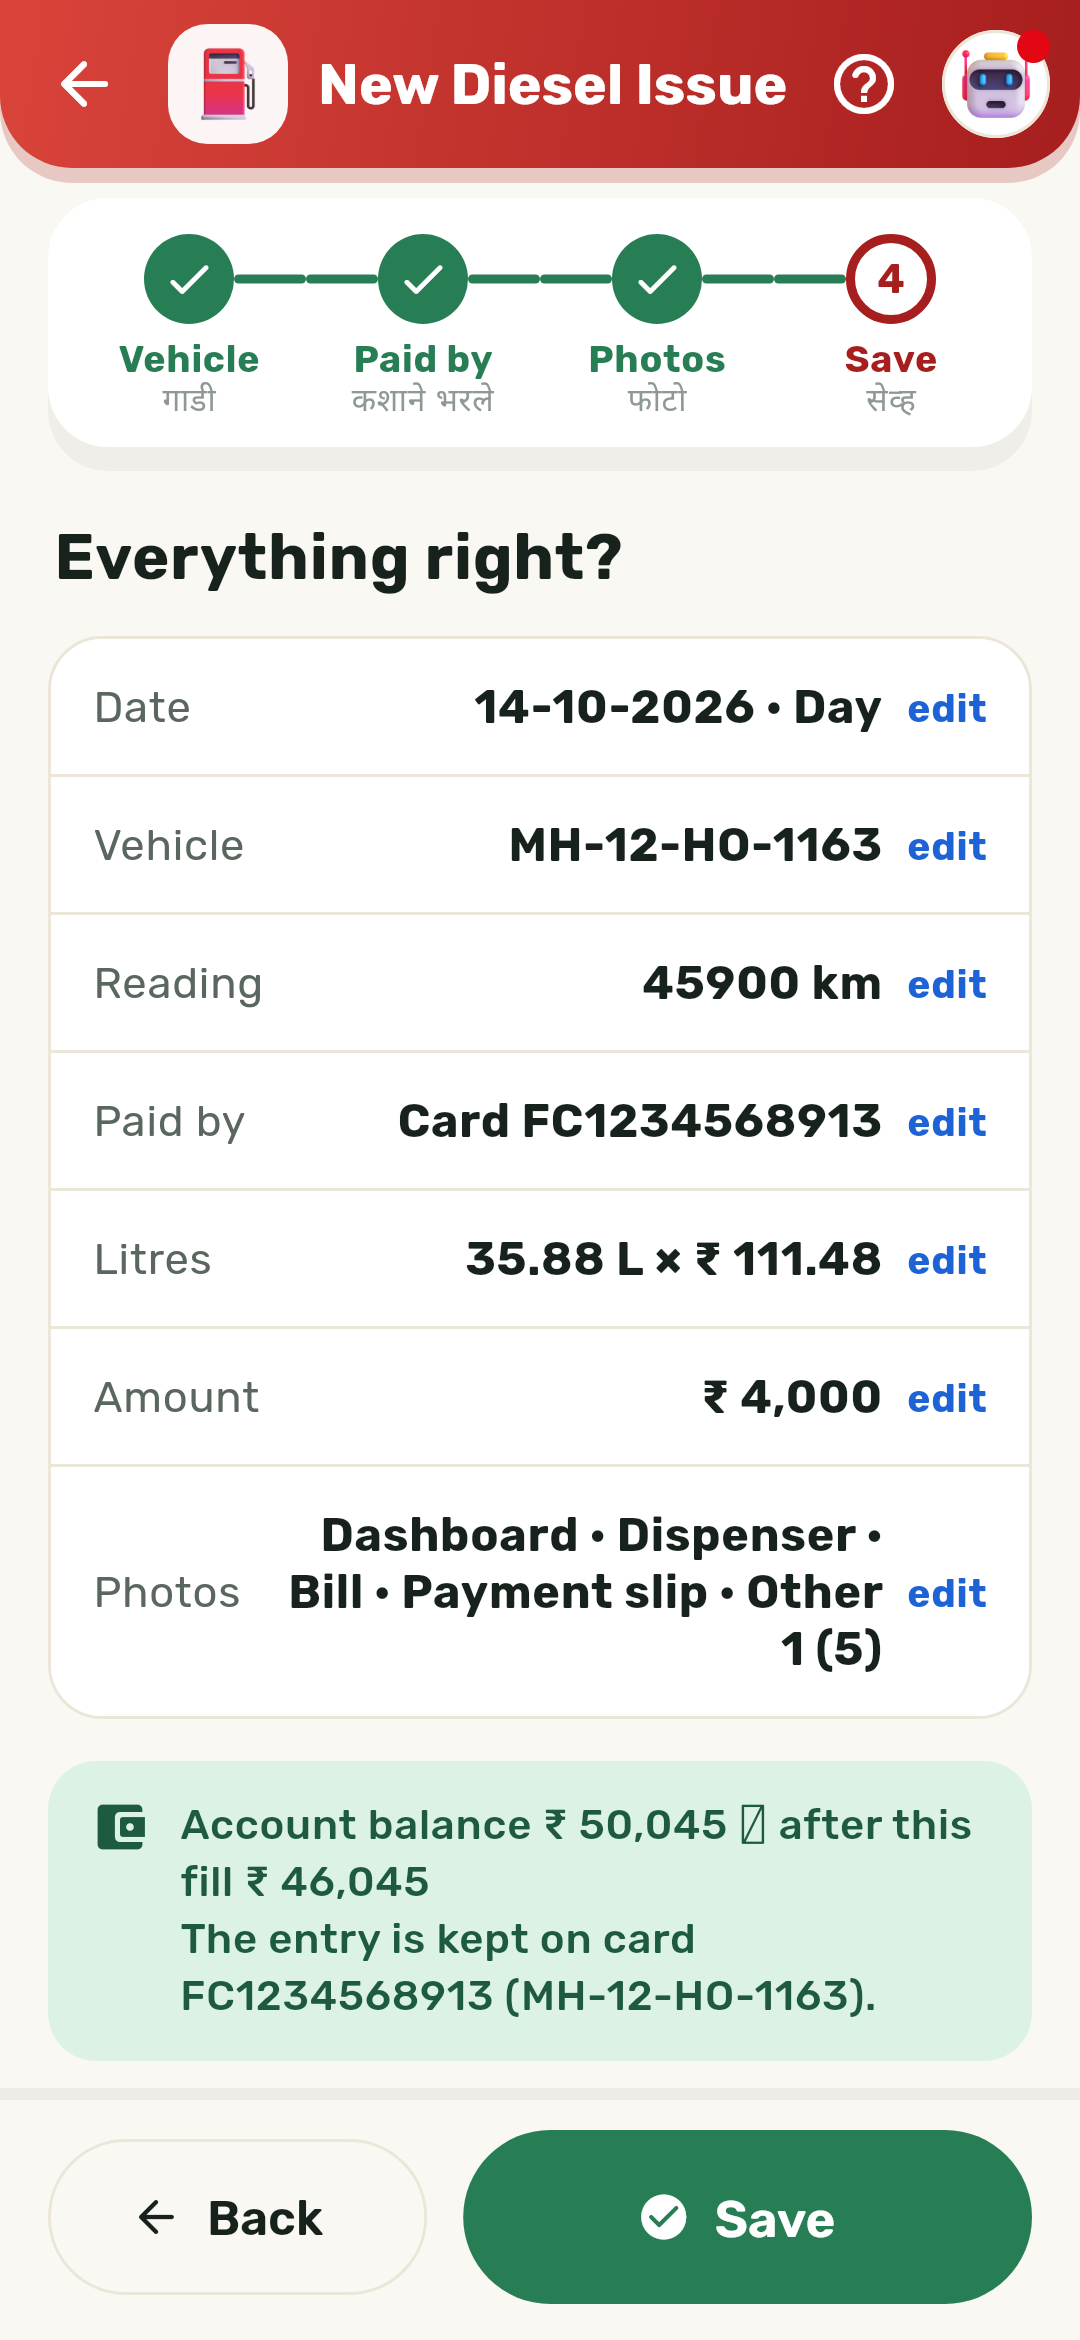 New Diesel Issue
4
Vehicle Paid by Photos Save
गाडी कशाने भरले फोटो सेव्ह
Everything right?
Date 14-10-2026 • Day edit
Vehicle MH-12-HO-1163 edit
Reading 45900 km edit
Paid by Card FC1234568913 edit
Litres 35.88 L × ₹ 111.48 edit
Amount ₹ 4,000 edit
Dashboard • Dispenser •
Photos Bill • Payment slip • Other edit
1 (5)
Account balance ₹ 50,045 after this
fill ₹ 46,045
The entry is kept on card
FC1234568913 (MH-12-HO-1163).
Back Save